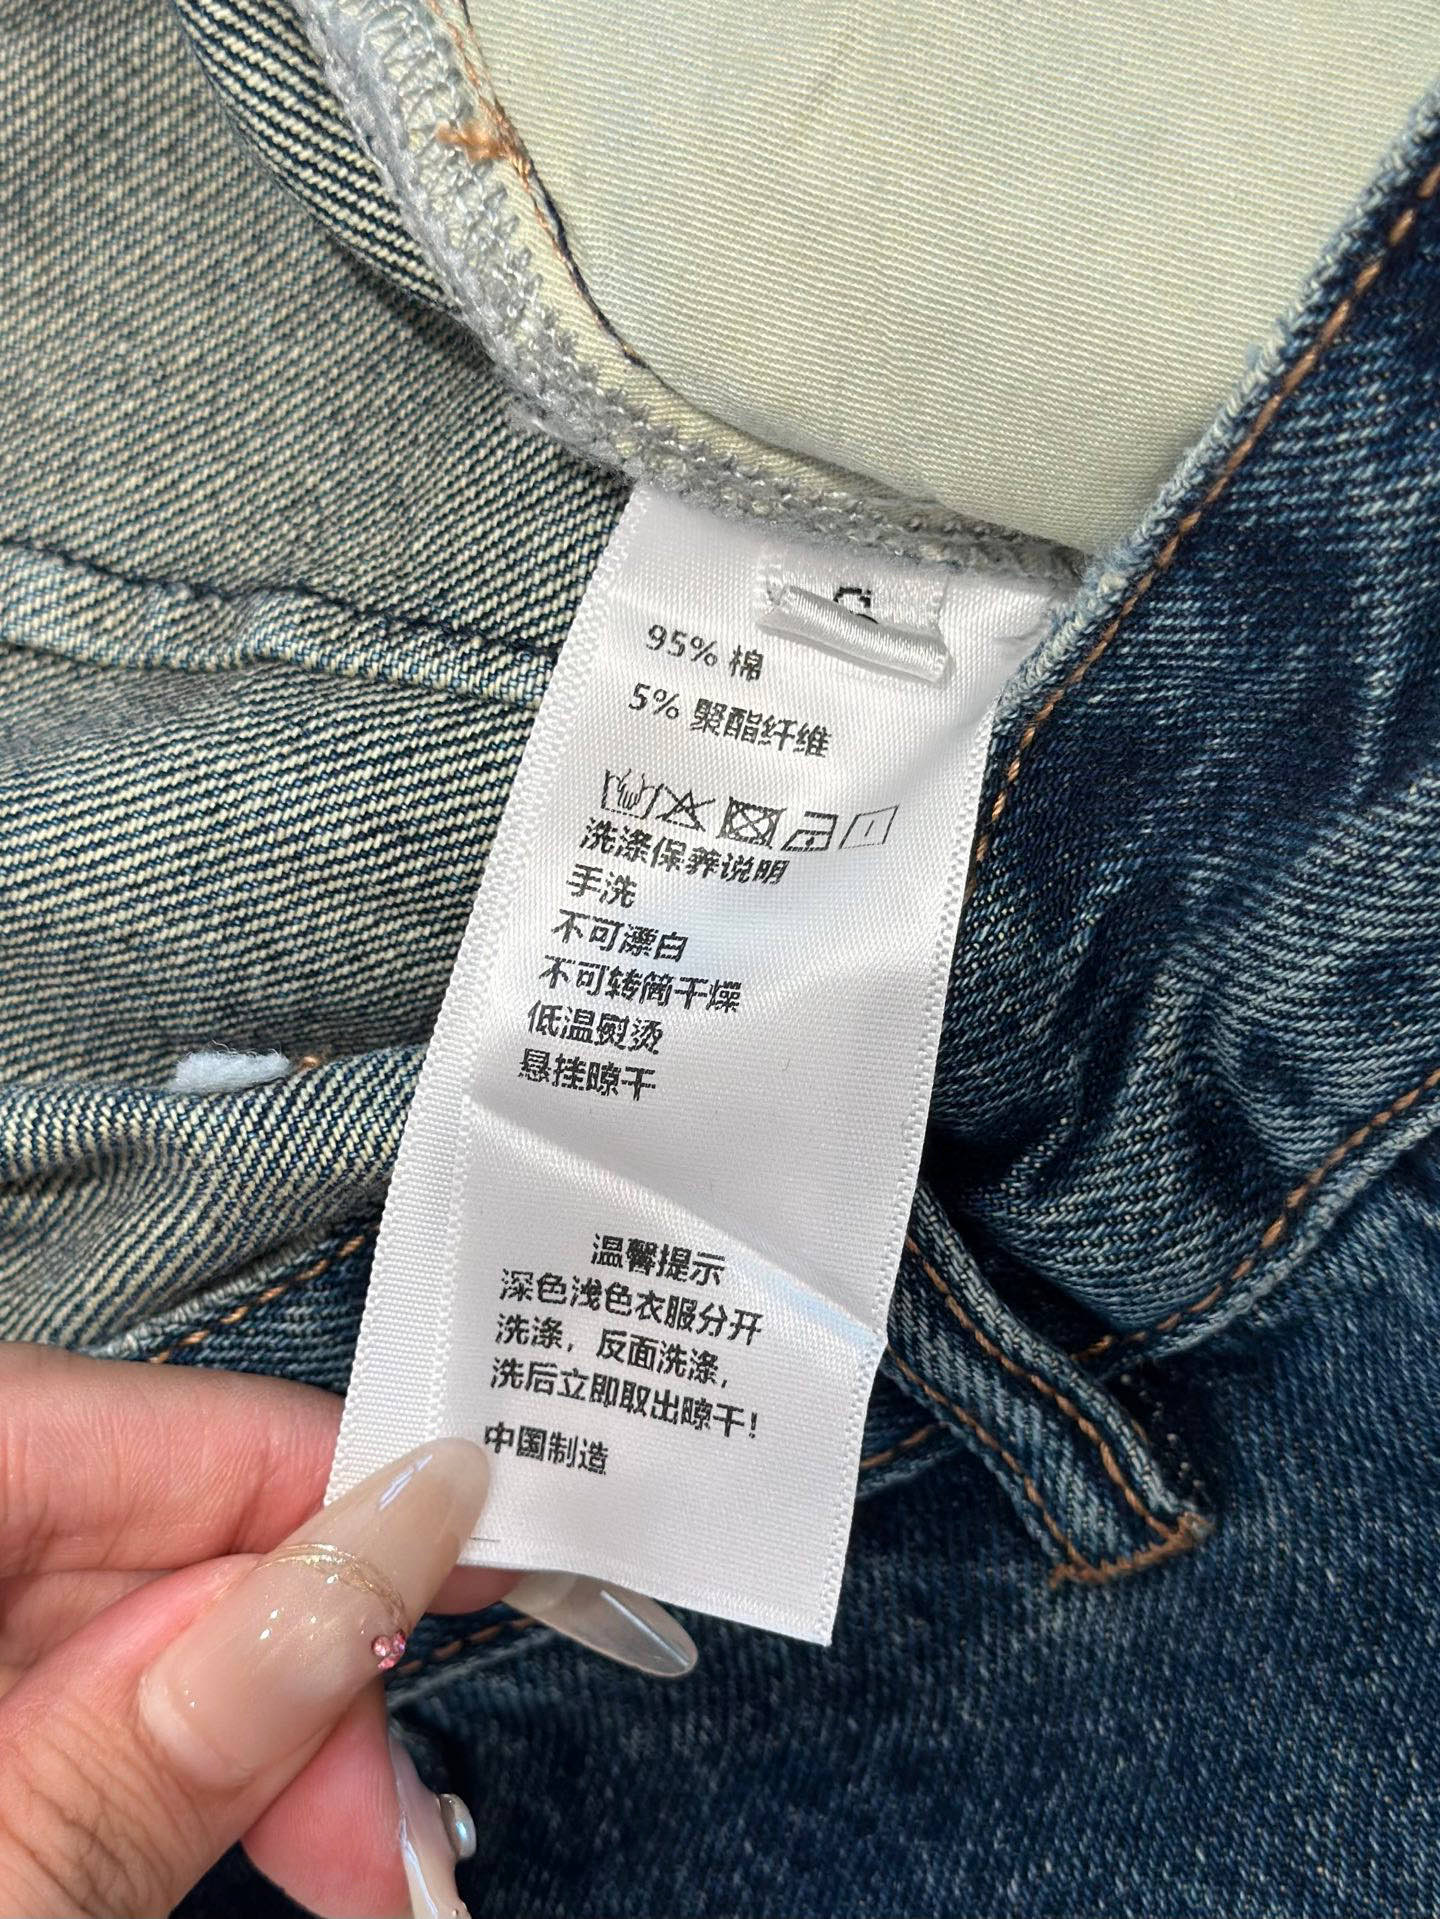 95% 棉
5% 聚酯纤维
洗涤保养说明
手洗
不可漂白
不可转筒干燥
低温熨烫
悬挂晾干
温馨提示
深色浅色衣服分开
洗涤，反面洗涤，
洗后立即取出晾干！
中国制造